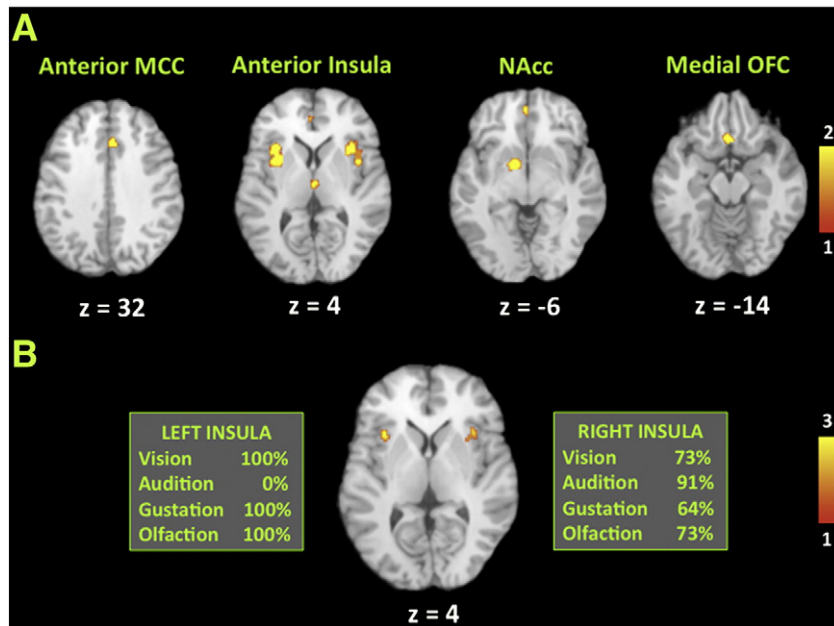 A
Anterior MCC Anterior Insula NAcc Medial OFC
2
1
z = 32 z = 4 z = -6 z = -14
B
LEFT INSULA
Vision 100%
Audition 0%
Gustation 100%
Olfaction 100%
RIGHT INSULA
Vision 73%
Audition 91%
Gustation 64%
Olfaction 73%
3
1
z = 4